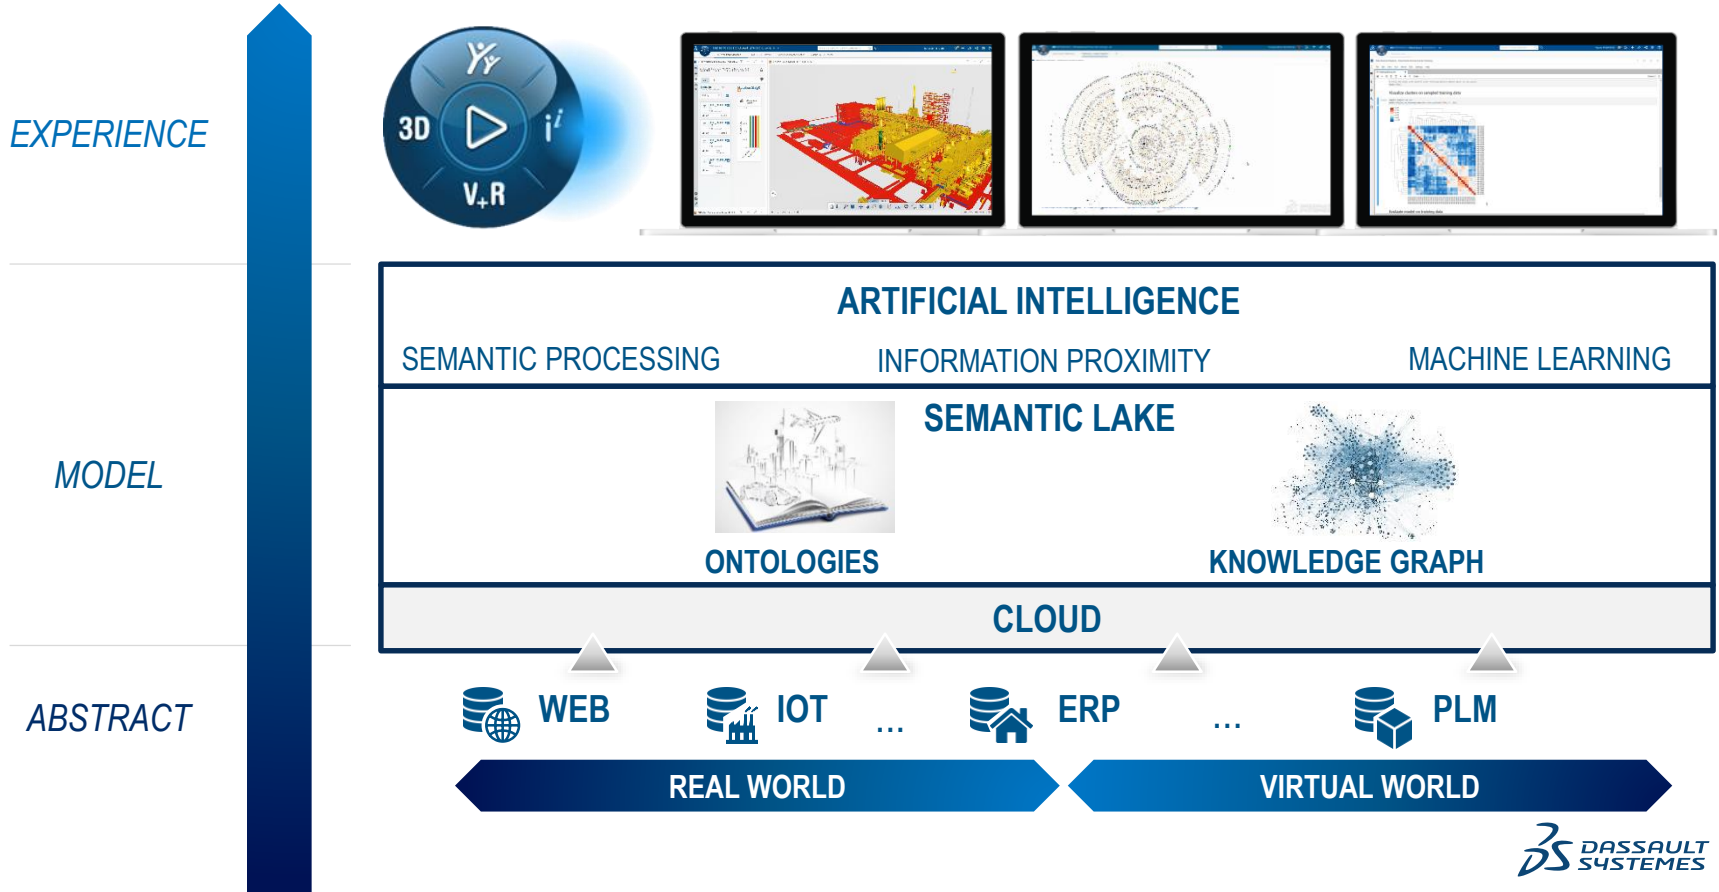 EXPERIENCE
3D
i i
V+R
ARTIFICIAL INTELLIGENCE
SEMANTIC PROCESSING
INFORMATION PROXIMITY
MACHINE LEARNING
MODEL
SEMANTIC LAKE
ONTOLOGIES
KNOWLEDGE GRAPH
CLOUD
ABSTRACT
WEB
IOT
...
ERP
...
PLM
REAL WORLD
VIRTUAL WORLD
DASSAULT
SYSTEMES